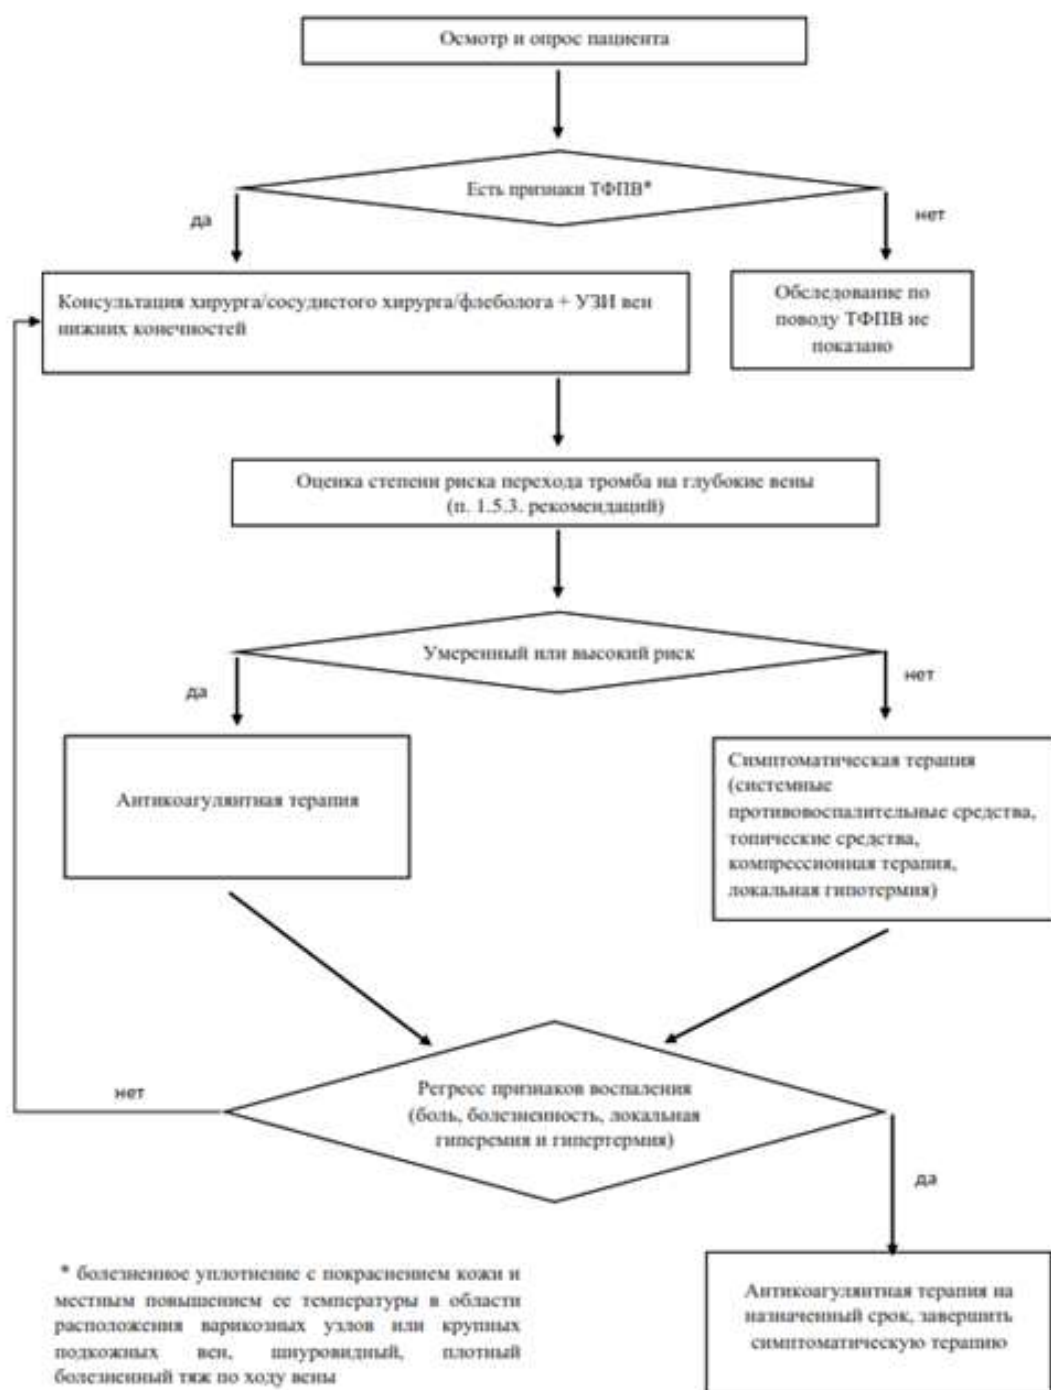 Осмотр и опрос пациента
Есть признаки ТФПВ*
да
нет
Консультация хирурга/сосудистого хирурга/флеболога + УЗИ вен
нижних конечностей
Обследование по
поводу ТФПВ не
показано
Оценка степени риска перехода тромба на глубокие вены
(п. 1.5.3. рекомендаций)
Умеренный или высокий риск
да
нет
Антикоагулянтная терапия
Симптоматическая терапия
(системные
противовоспалительные средства,
топические средства,
компрессионная терапия,
локальная гипотермия)
нет
Регресс признаков воспаления
(боль, болезненность, локальная
гиперемия и гипертермия)
да
Антикоагулянтная терапия на
назначенный срок, завершить
симптоматическую терапию
* болезненное уплотнение с покраснением кожи и
местным повышением ее температуры в области
расположения варикозных узлов или крупных
подкожных вен, шнуровидный, плотный
болезненный тяж по ходу вены